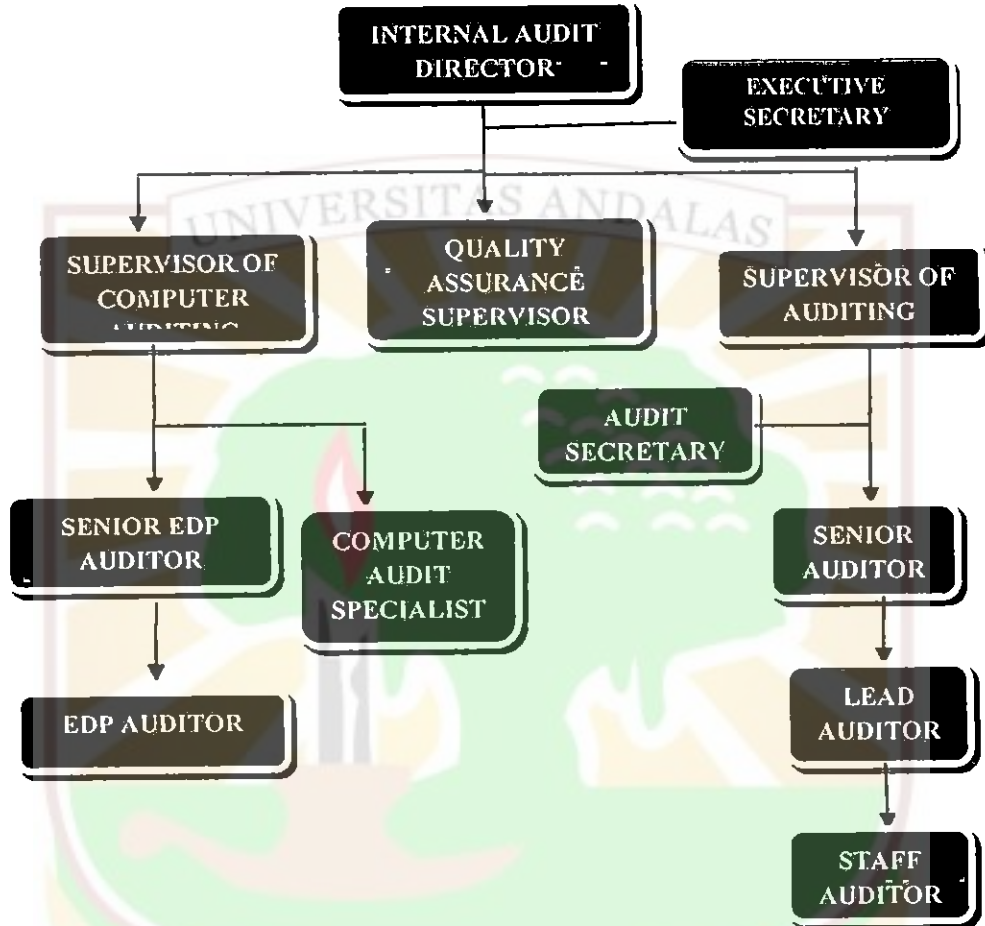 INTERNAL AUDIT
DIRECTOR
EXECUTIVE
SECRETARY
UNIVERSITAS ANDALAS
SUPERVISOR OF
COMPUTER
AUDITING
QUALITY
ASSURANCE
SUPERVISOR
SUPERVISOR OF
AUDITING
AUDIT
SECRETARY
SENIOR EDP
AUDITOR
COMPUTER
AUDIT
SPECIALIST
SENIOR
AUDITOR
EDP AUDITOR
LEAD
AUDITOR
STAFF
AUDITOR